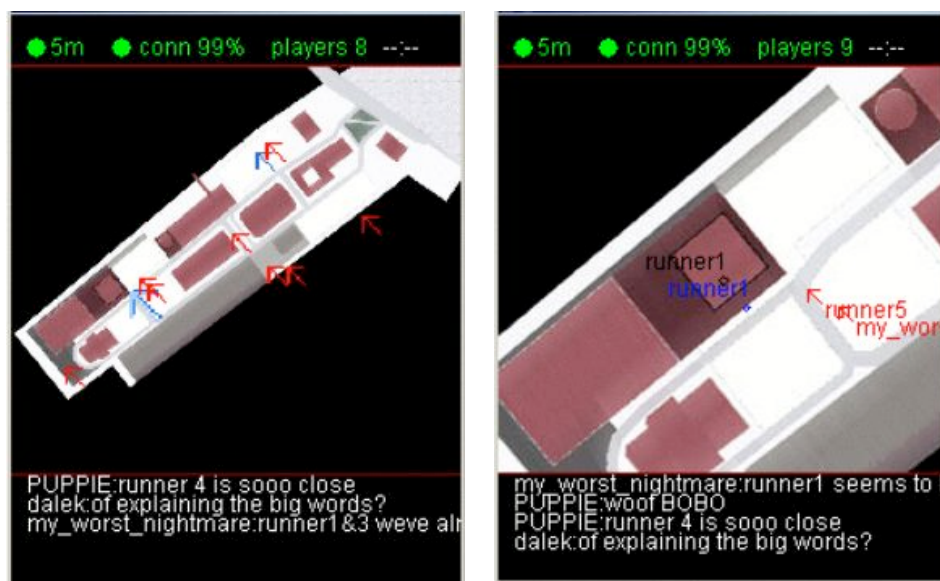 5m conn 99% players 8 --:--
PUPPIE:runner 4 is sooo close
dalek:of explaining the big words?
my_worst_nightmare:runner1&3 weve alr
5m conn 99% players 9 --:--
runner1
runner1
runner5
my_wor
my_worst_nightmare:runner1 seems to
PUPPIE:woof BOBO
PUPPIE:runner 4 is sooo close
dalek:of explaining the big words?